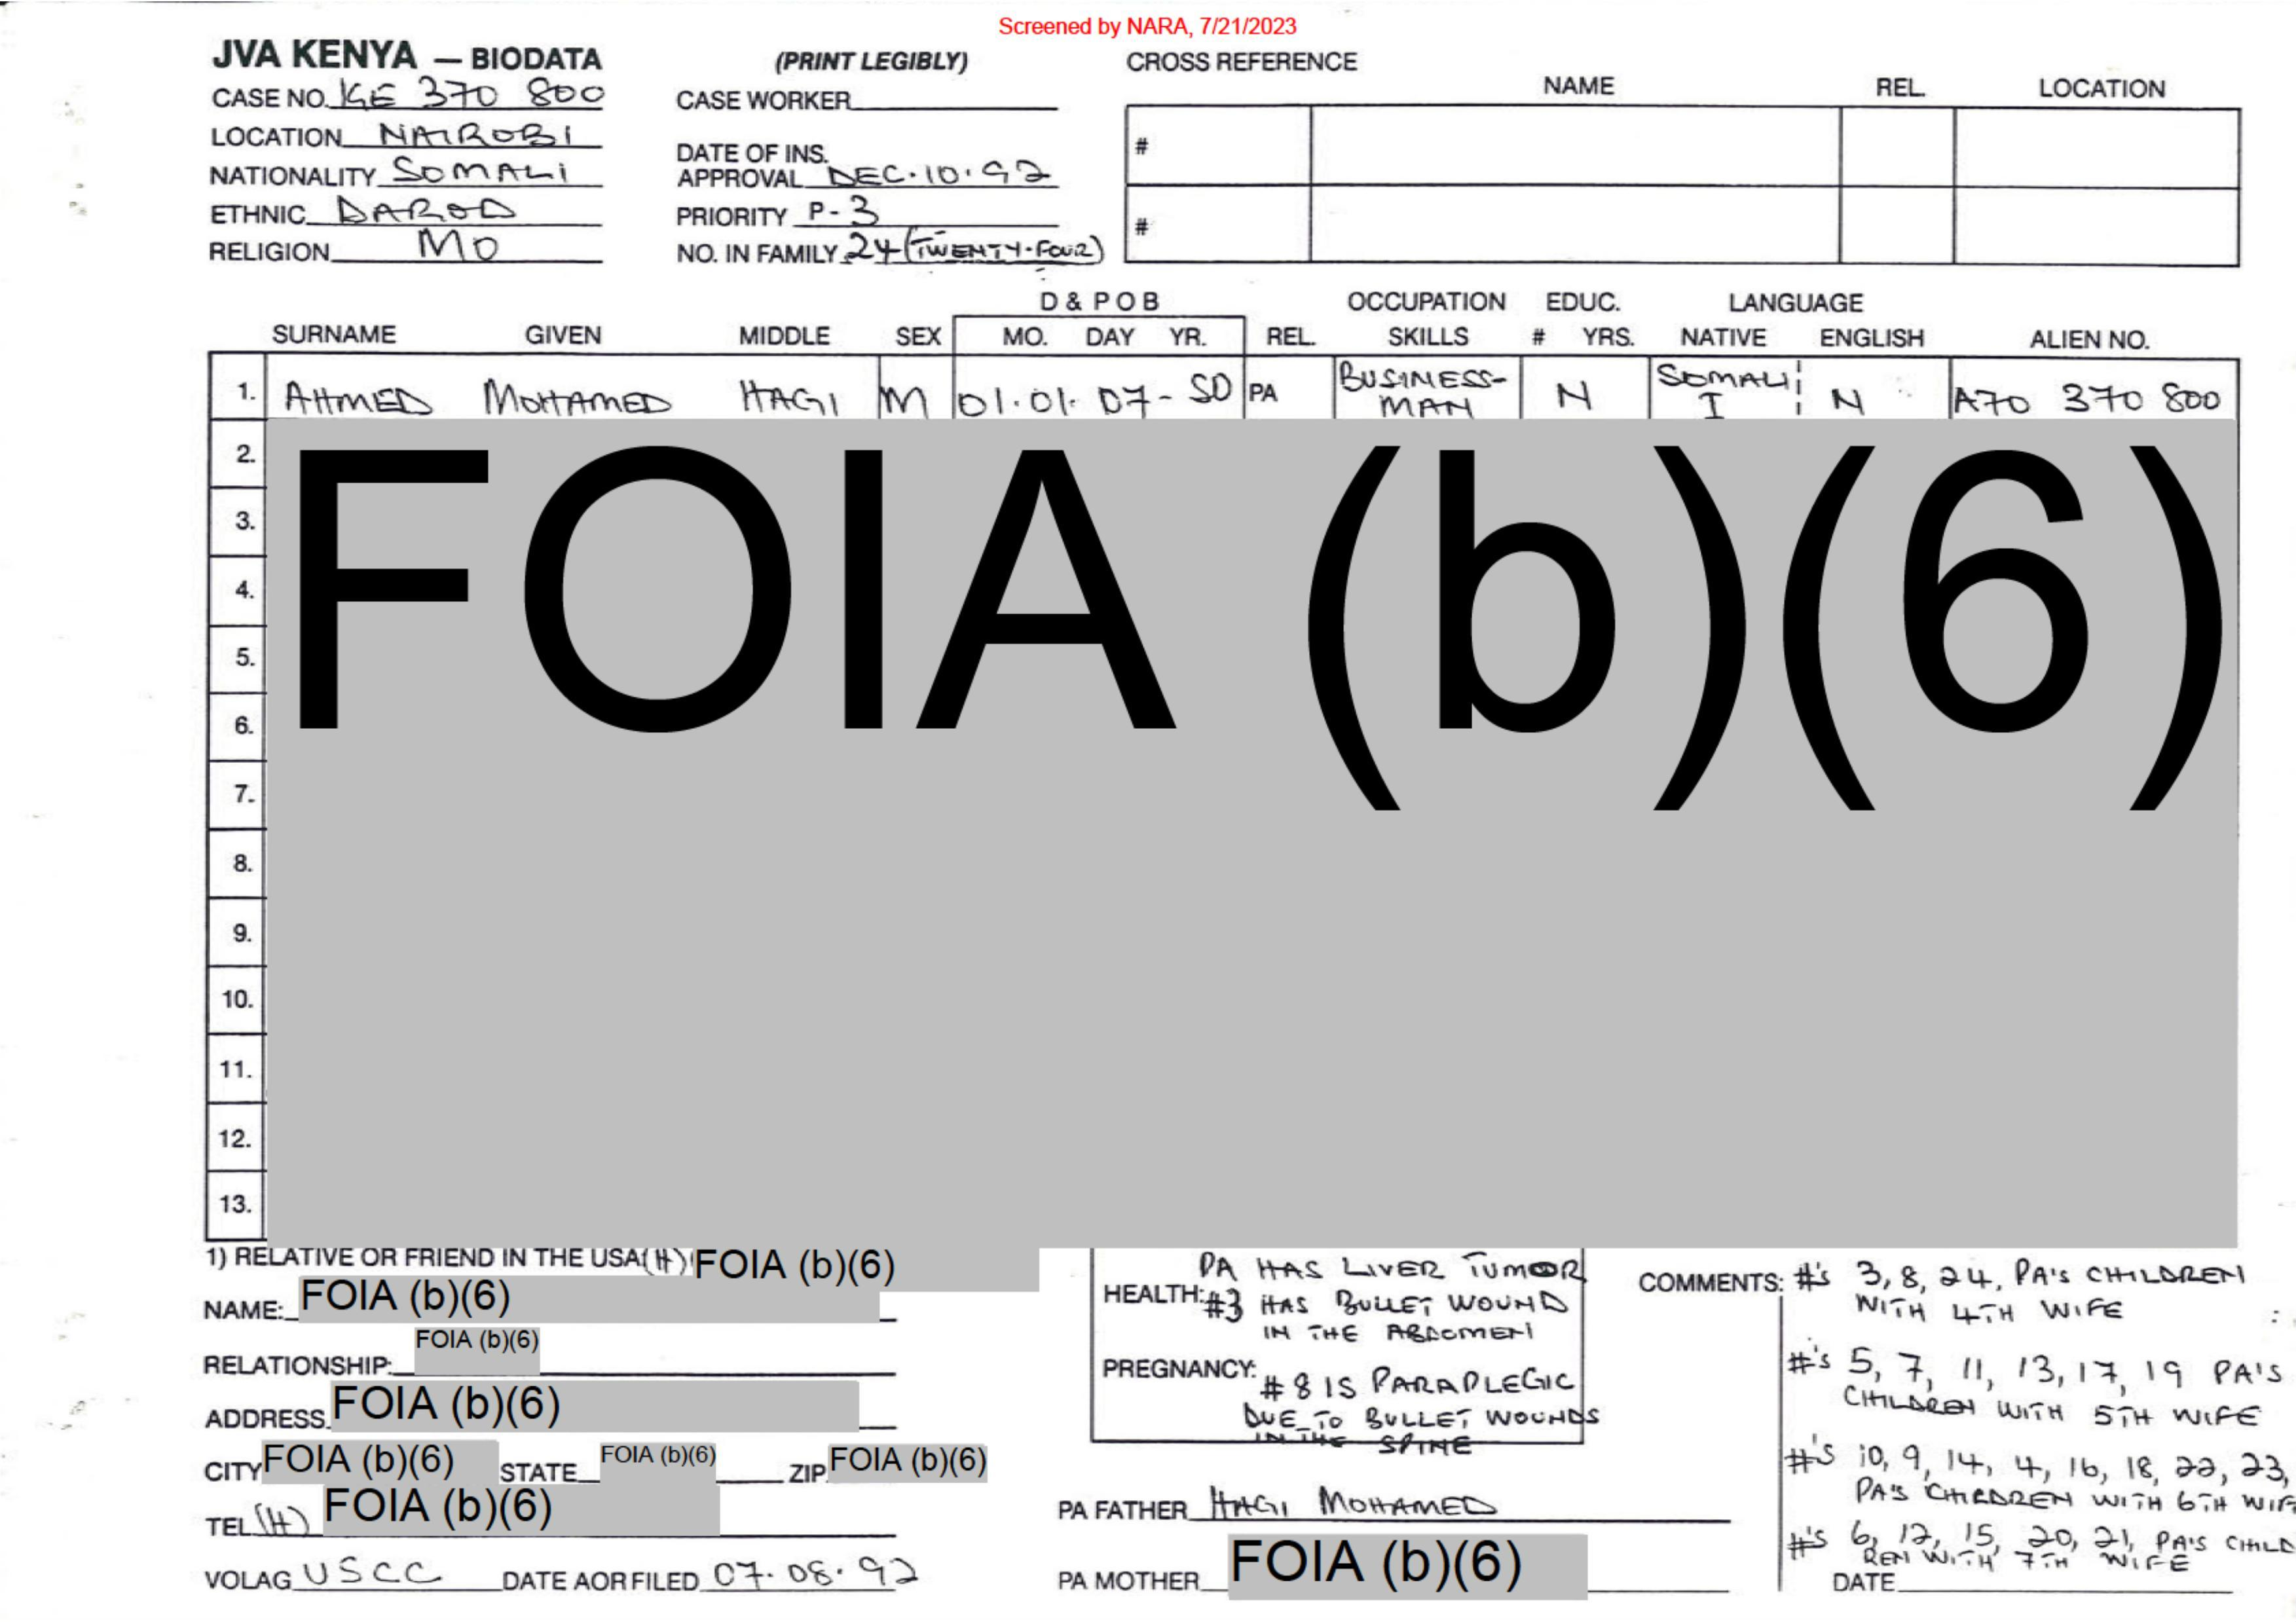 Screened by NARA, 7/21/2023
JVA KENYA — BIODATA
(PRINT LEGIBLY)
CROSS REFERENCE
CASE NO. KE 370 800
CASE WORKER
NAME REL. LOCATION
LOCATION NAIROBI
DATE OF INS.
APPROVAL DEC.10.92
#
NATIONALITY SOMALI
ETHNIC DAROD
PRIORITY P-3
#
RELIGION MO
NO. IN FAMILY 24 (TWENTY-FOUR)
D & P O B OCCUPATION EDUC. LANGUAGE
SURNAME GIVEN MIDDLE SEX MO. DAY YR. REL. SKILLS # YRS. NATIVE ENGLISH ALIEN NO.
1. AHMED MOHAMED HAGI M 01.01.07-SO PA BUSINESS-MAN N SOMALI I N A70 370 800
2.
FOIA (b)(6)
3.
4.
5.
6.
7.
8.
9.
10.
11.
12.
13.
1) RELATIVE OR FRIEND IN THE USA (H) FOIA (b)(6)
NAME: FOIA (b)(6)
RELATIONSHIP: FOIA (b)(6)
ADDRESS FOIA (b)(6)
CITY FOIA (b)(6) STATE FOIA (b)(6) ZIP FOIA (b)(6)
TEL (H) FOIA (b)(6)
VOLAG USCC DATE AOR FILED 07.08.92
PA HAS LIVER TUMOR
HEALTH: #3 HAS BULLET WOUND
IN THE ABDOMEN
PREGNANCY: #8 IS PARAPLEGIC
DUE TO BULLET WOUNDS
IN THE SPINE
PA FATHER HAGI MOHAMED
PA MOTHER FOIA (b)(6)
COMMENTS: #'s 3, 8, 24, PA'S CHILDREN
WITH 4TH WIFE
#'s 5, 7, 11, 13, 17, 19 PA'S
CHILDREN WITH 5TH WIFE
#'s 10, 9, 14, 4, 16, 18, 22, 23,
PA'S CHILDREN WITH 6TH WIF
#'s 6, 12, 15, 20, 21, PA'S CHILD
REN WITH 7TH WIFE
DATE